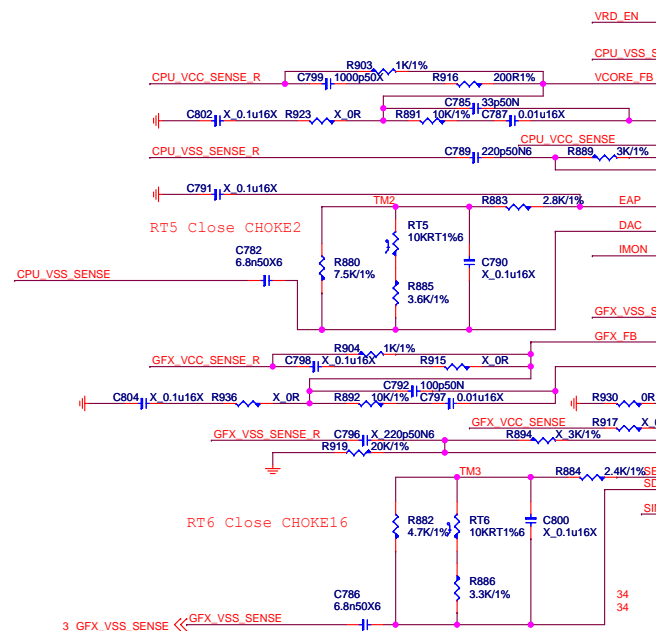 VRD_EN
CPU_VSS_S
R903 1K/1%
C799 1000p50X R916 200R1%
CPU_VCC_SENSE_R VCORE_FB
C785 33p50N
C802 X_0.1u16X R923 X_0R R891 10K/1% C787 0.01u16X
CPU_VCC_SENSE
CPU_VSS_SENSE_R C789 220p50N6 R889 3K/1%
C791 X_0.1u16X
TM2 R883 2.8K/1% EAP
RT5 Close CHOKE2 RT5 DAC
10KRT1%6
C782 IMON
6.8n50X6 R880 C790
7.5K/1% X_0.1u16X
CPU_VSS_SENSE R885
3.6K/1%
GFX_VSS_S
GFX_FB
R904 1K/1%
GFX_VCC_SENSE_R C798 X_0.1u16X R915 X_0R
C792 100p50N
C804 X_0.1u16X R936 X_0R R892 10K/1% C797 0.01u16X R930 0R
GFX_VCC_SENSE R917 X_0
GFX_VSS_SENSE_R C796 X_220p50N6 R894 X_3K/1%
R919 20K/1%
TM3 R884 2.4K/1% SE
SD
SI
RT6 Close CHOKE16 R882 RT6 C800
4.7K/1% 10KRT1%6 X_0.1u16X
R886
3.3K/1%
C786 34
6.8n50X6 34
3 GFX_VSS_SENSE GFX_VSS_SENSE